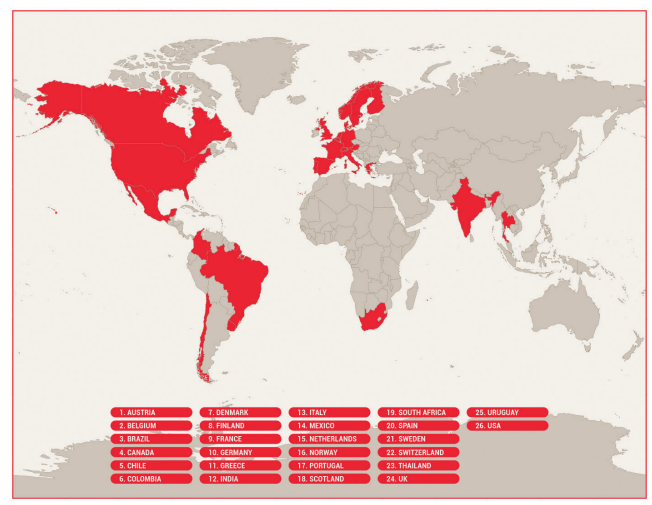 1. AUSTRIA
2. BELGIUM
3. BRAZIL
4. CANADA
5. CHILE
6. COLOMBIA
7. DENMARK
8. FINLAND
9. FRANCE
10. GERMANY
11. GREECE
12. INDIA
13. ITALY
14. MEXICO
15. NETHERLANDS
16. NORWAY
17. PORTUGAL
18. SCOTLAND
19. SOUTH AFRICA
20. SPAIN
21. SWEDEN
22. SWITZERLAND
23. THAILAND
24. UK
25. URUGUAY
26. USA